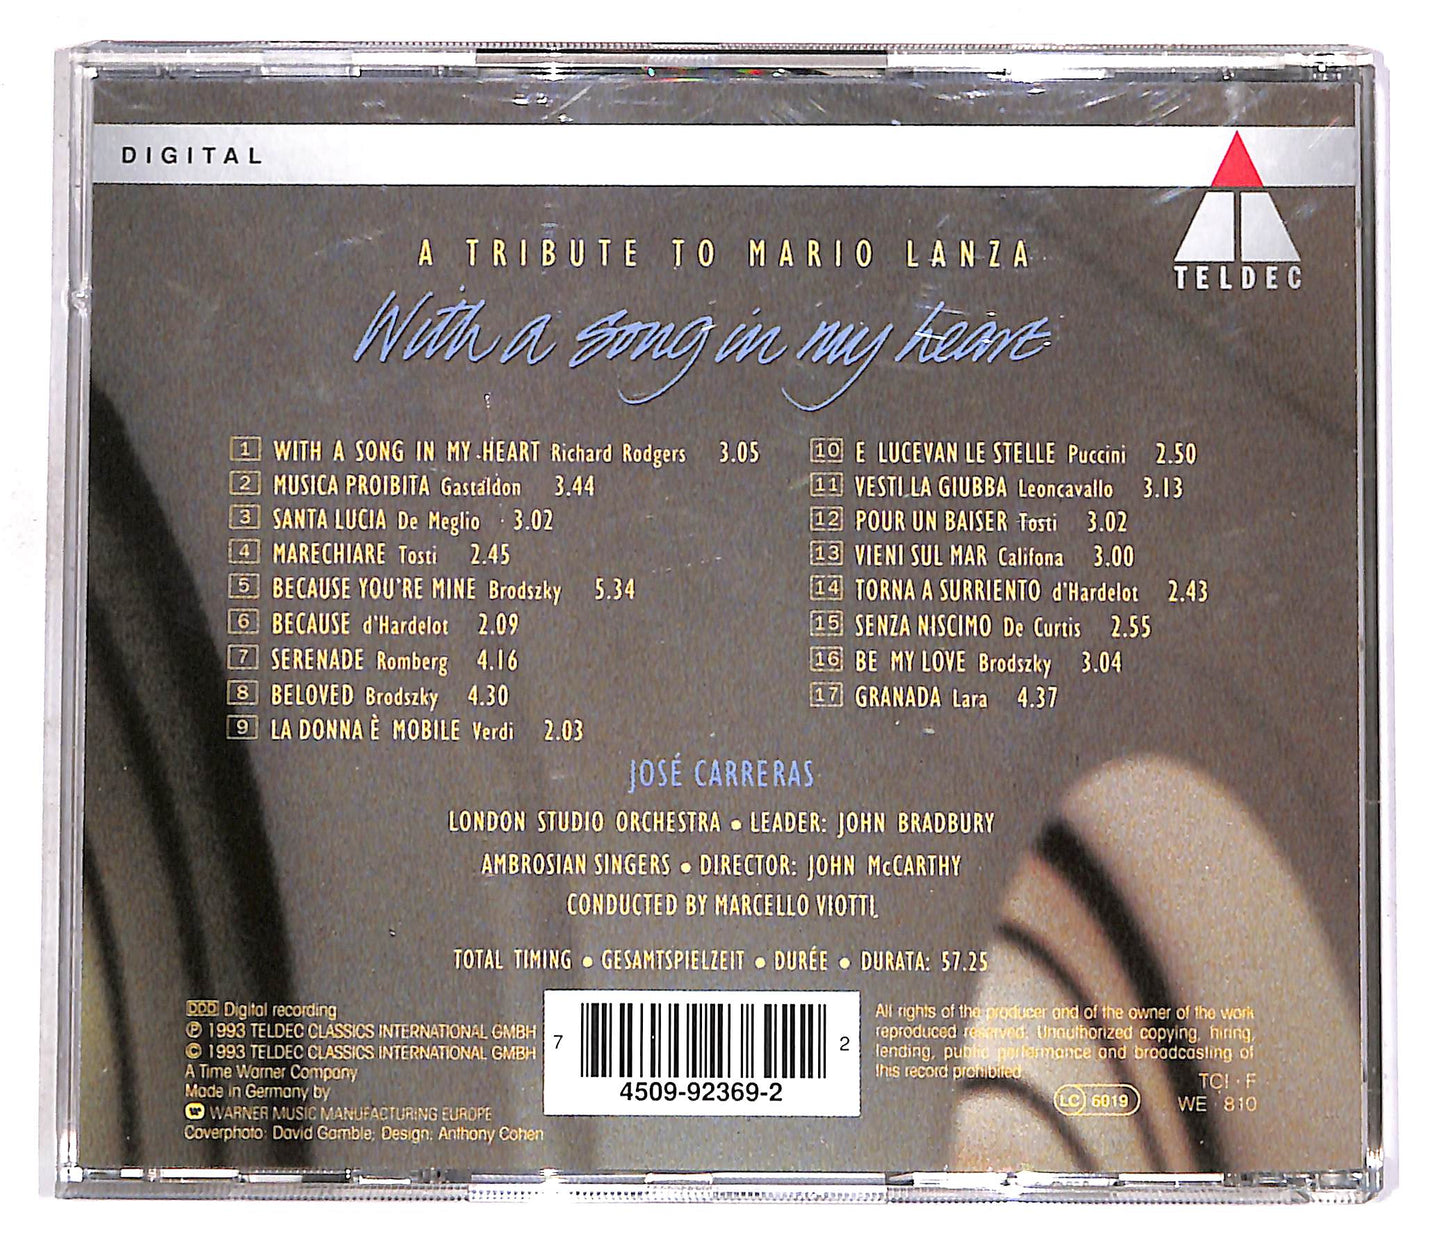 DIGITAL
TELDEC
A TRIBUTE TO MARIO LANZA
With a song in my heart
1 WITH A SONG IN MY HEART Richard Rodgers 3.05
2 MUSICA PROIBITA Gastaldon 3.44
3 SANTA LUCIA De Meglio 3.02
4 MARECHIARE Tosti 2.45
5 BECAUSE YOU'RE MINE Brodszky 5.34
6 BECAUSE d'Hardelot 2.09
7 SERENADE Romberg 4.16
8 BELOVED Brodszky 4.30
9 LA DONNA È MOBILE Verdi 2.03
10 E LUCEVAN LE STELLE Puccini 2.50
11 VESTI LA GIUBBA Leoncavallo 3.13
12 POUR UN BAISER Tosti 3.02
13 VIENI SUL MAR Califona 3.00
14 TORNA A SURRIENTO d'Hardelot 2.43
15 SENZA NISCIMO De Curtis 2.55
16 BE MY LOVE Brodszky 3.04
17 GRANADA Lara 4.37
JOSÉ CARRERAS
LONDON STUDIO ORCHESTRA • LEADER: JOHN BRADBURY
AMBROSIAN SINGERS • DIRECTOR: JOHN McCARTHY
CONDUCTED BY MARCELLO VIOTTI
TOTAL TIMING • GESAMTSPIELZEIT • DURÉE • DURATA: 57.25
DDD Digital recording
℗ 1993 TELDEC CLASSICS INTERNATIONAL GMBH
© 1993 TELDEC CLASSICS INTERNATIONAL GMBH
A Time Warner Company
Made in Germany by
WARNER MUSIC MANUFACTURING EUROPE
Coverphoto: David Gamble; Design: Anthony Cohen
7 2
4509-92369-2
All rights of the producer and of the owner of the work
reproduced reserved. Unauthorized copying, hiring,
lending, public performance and broadcasting of
this record prohibited
LC 6019
TCI · F
WE · 810